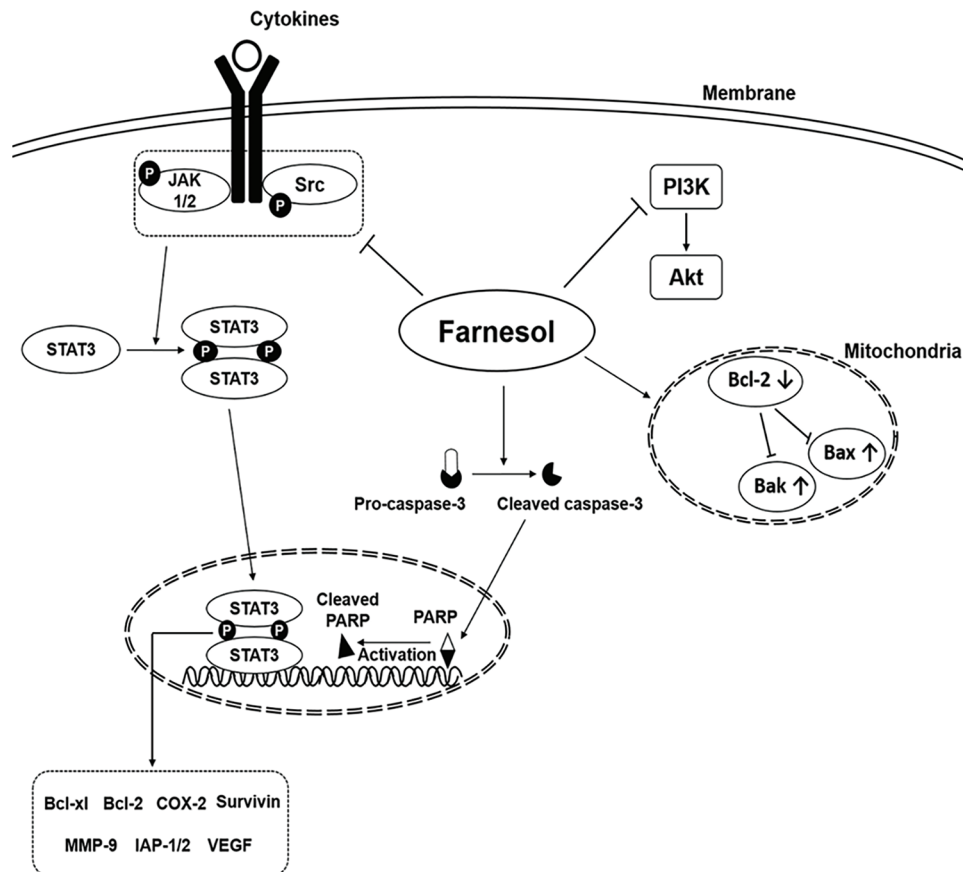 Cytokines
Membrane
P
JAK
1/2
Src
P
PI3K
Akt
Farnesol
STAT3
STAT3
P P
STAT3
Mitochondria
Bcl-2 ↓
Bax ↑
Bak ↑
Pro-caspase-3
Cleaved caspase-3
STAT3
P P
STAT3
Cleaved
PARP
PARP
Activation
Bcl-xl Bcl-2 COX-2 Survivin
MMP-9 IAP-1/2 VEGF